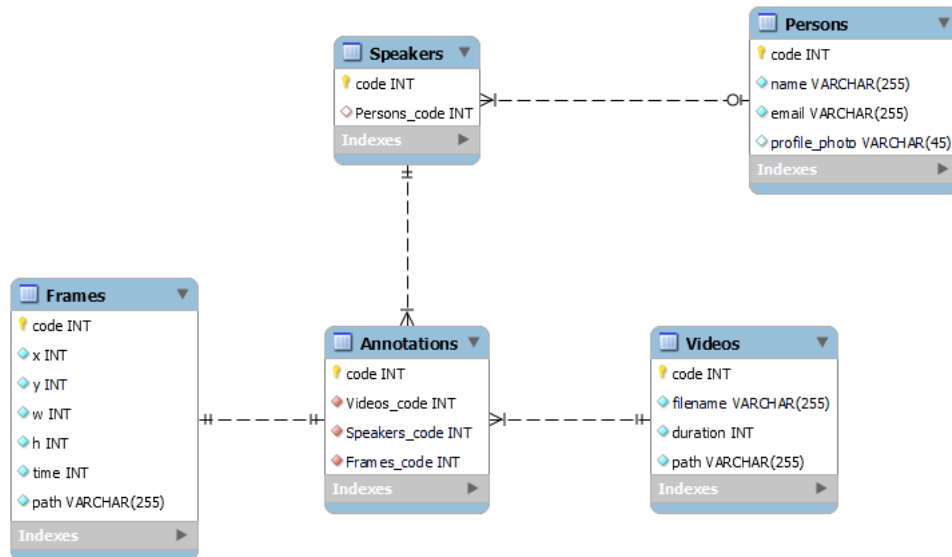 Persons
code INT
name VARCHAR(255)
email VARCHAR(255)
profile_photo VARCHAR(45)
Indexes
Speakers
code INT
Persons_code INT
Indexes
Frames
code INT
x INT
y INT
w INT
h INT
time INT
path VARCHAR(255)
Indexes
Annotations
code INT
Videos_code INT
Speakers_code INT
Frames_code INT
Indexes
Videos
code INT
filename VARCHAR(255)
duration INT
path VARCHAR(255)
Indexes